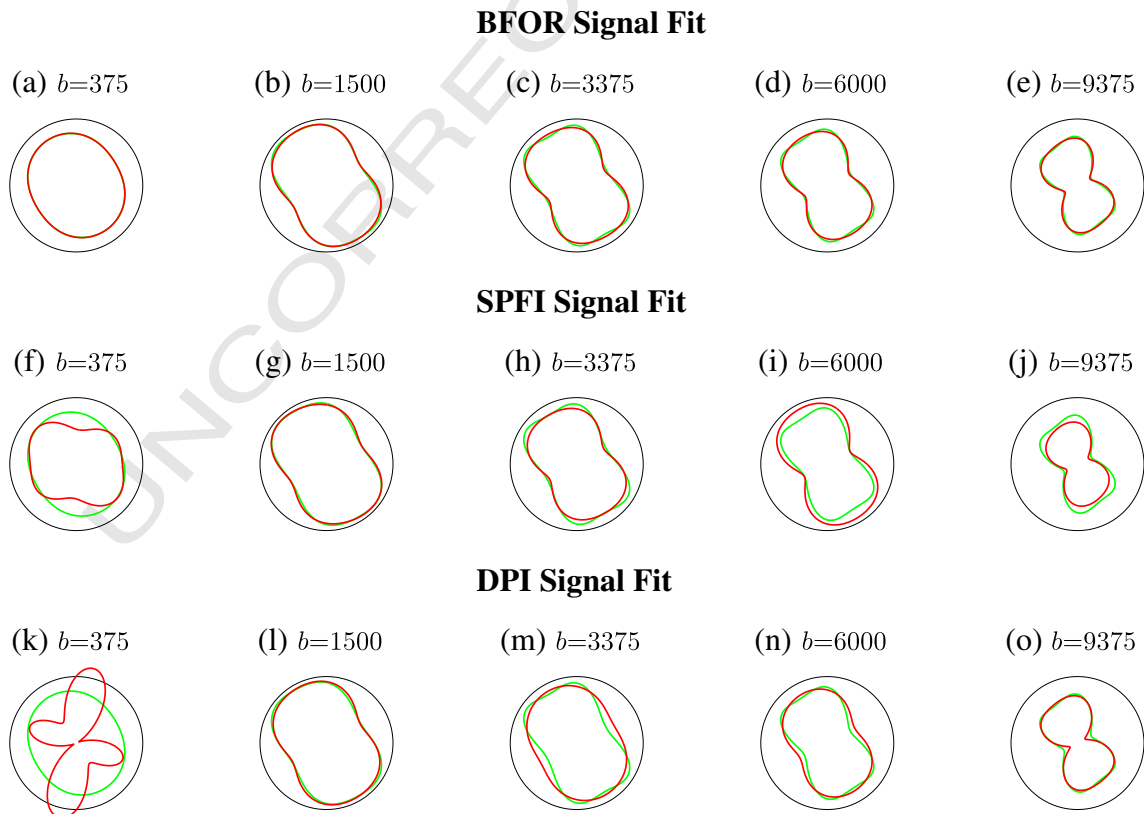 BFOR Signal Fit
(a) b=375
(b) b=1500
(c) b=3375
(d) b=6000
(e) b=9375
SPFI Signal Fit
(f) b=375
(g) b=1500
(h) b=3375
(i) b=6000
(j) b=9375
DPI Signal Fit
(k) b=375
(l) b=1500
(m) b=3375
(n) b=6000
(o) b=9375
UNCORREC